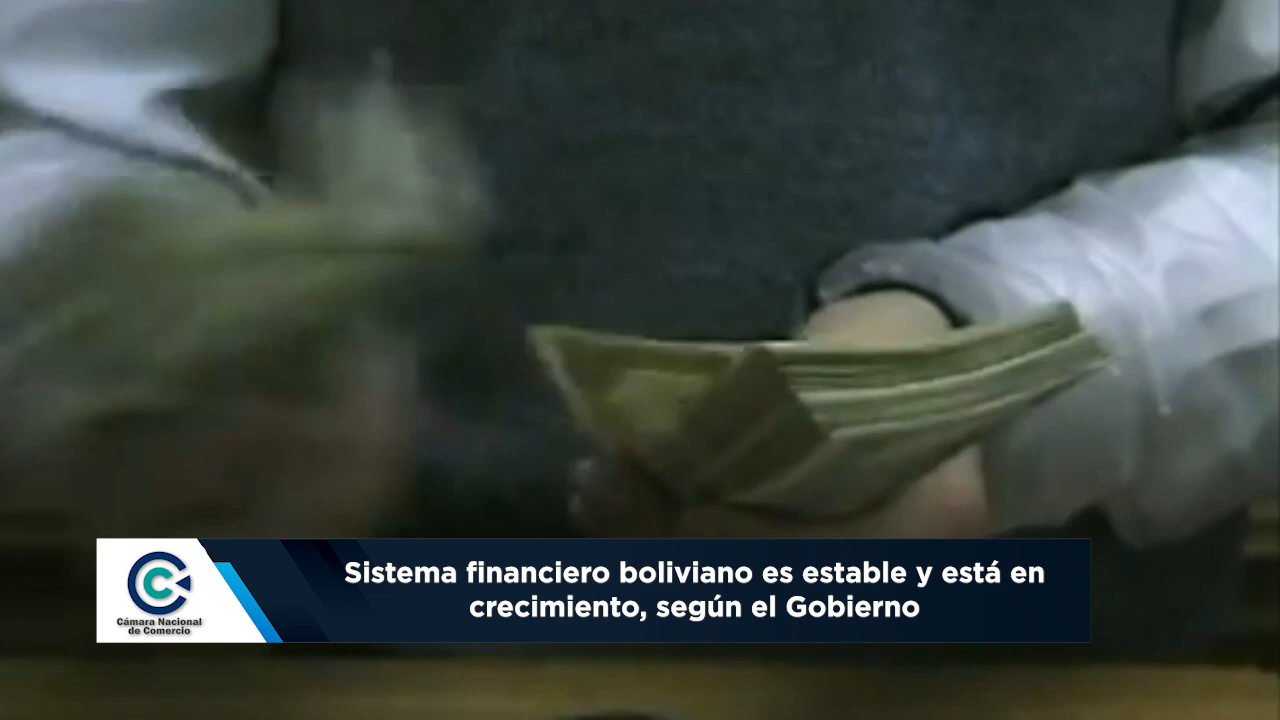 Sistema financiero boliviano es estable y está en
crecimiento, según el Gobierno
Cámara Nacional
de Comercio